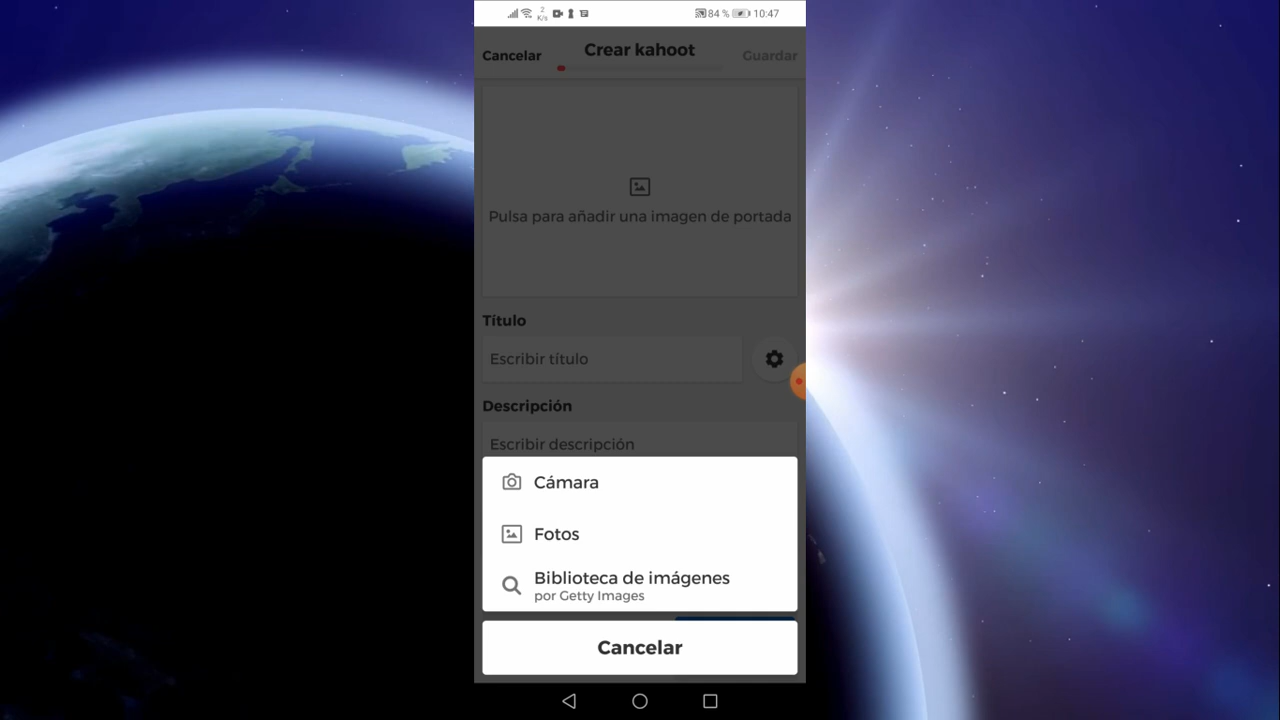 2
K/s
84 %
10:47
Cancelar
Crear kahoot
Guardar
Pulsa para añadir una imagen de portada
Título
Escribir título
Descripción
Escribir descripción
Cámara
Fotos
Biblioteca de imágenes
por Getty Images
Cancelar